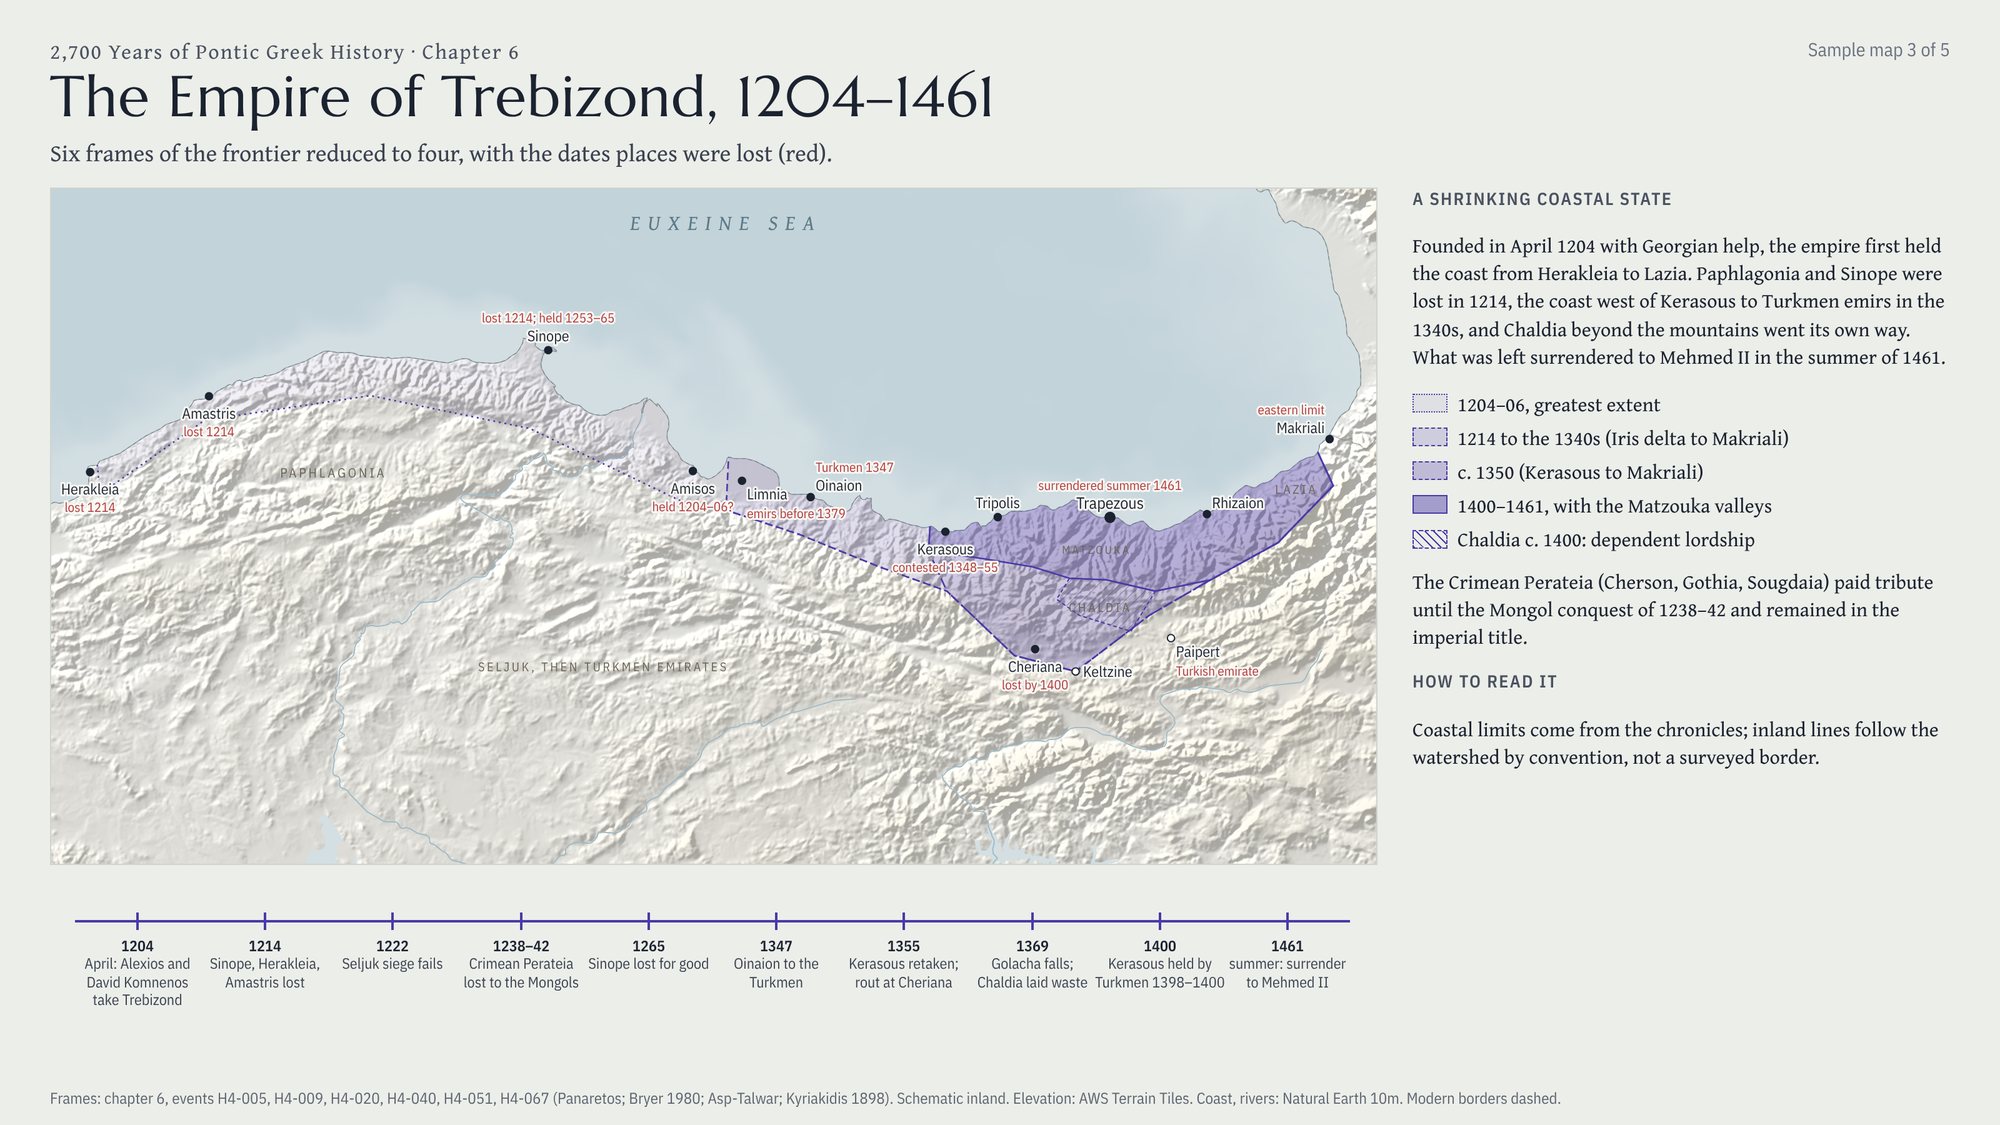 2,700 Years of Pontic Greek History · Chapter 6
Sample map 3 of 5
The Empire of Trebizond, 1204–1461
Six frames of the frontier reduced to four, with the dates places were lost (red).
EUXEINE SEA
lost 1214; held 1253–65
Sinope
Amastris
lost 1214
Herakleia
lost 1214
PAPHLAGONIA
Amisos
held 1204–06?
Limnia
emirs before 1379
Turkmen 1347
Oinaion
Kerasous
contested 1348–55
Tripolis
surrendered summer 1461
Trapezous
MATZOUKA
Rhizaion
LAZIA
eastern limit
Makriali
CHALDIA
Cheriana
lost by 1400
Keltzine
Paipert
Turkish emirate
SELJUK, THEN TURKMEN EMIRATES
A SHRINKING COASTAL STATE
Founded in April 1204 with Georgian help, the empire first held
the coast from Herakleia to Lazia. Paphlagonia and Sinope were
lost in 1214, the coast west of Kerasous to Turkmen emirs in the
1340s, and Chaldia beyond the mountains went its own way.
What was left surrendered to Mehmed II in the summer of 1461.
1204–06, greatest extent
1214 to the 1340s (Iris delta to Makriali)
c. 1350 (Kerasous to Makriali)
1400–1461, with the Matzouka valleys
Chaldia c. 1400: dependent lordship
The Crimean Perateia (Cherson, Gothia, Sougdaia) paid tribute
until the Mongol conquest of 1238–42 and remained in the
imperial title.
HOW TO READ IT
Coastal limits come from the chronicles; inland lines follow the
watershed by convention, not a surveyed border.
1204
April: Alexios and
David Komnenos
take Trebizond
1214
Sinope, Herakleia,
Amastris lost
1222
Seljuk siege fails
1238–42
Crimean Perateia
lost to the Mongols
1265
Sinope lost for good
1347
Oinaion to the
Turkmen
1355
Kerasous retaken;
rout at Cheriana
1369
Golacha falls;
Chaldia laid waste
1400
Kerasous held by
Turkmen 1398–1400
1461
summer: surrender
to Mehmed II
Frames: chapter 6, events H4-005, H4-009, H4-020, H4-040, H4-051, H4-067 (Panaretos; Bryer 1980; Asp-Talwar; Kyriakidis 1898). Schematic inland. Elevation: AWS Terrain Tiles. Coast, rivers: Natural Earth 10m. Modern borders dashed.